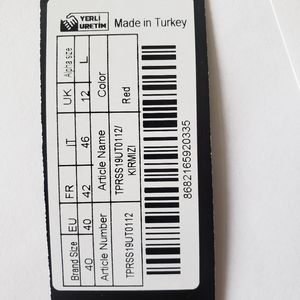 YERLİ
ÜRETİM
Made in Turkey
Brand Size EU FR IT UK Alpha size
40 40 42 46 12 L
Article Number Article Name Color
TPRSS19UT0112 TPRSS19UT0112/ Red
KIRMIZI
8682165920335